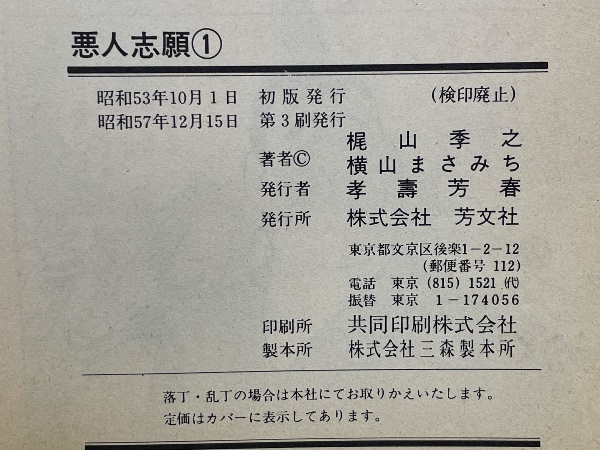 悪人志願①
昭和53年10月1日 初版発行 (検印廃止)
昭和57年12月15日 第3刷発行
著者© 梶山季之
横山まさみち
発行者 孝壽芳春
発行所 株式会社 芳文社
東京都文京区後楽1-2-12
(郵便番号 112)
電話 東京 (815) 1521 ㈹
振替 東京 1-174056
印刷所 共同印刷株式会社
製本所 株式会社三森製本所
落丁・乱丁の場合は本社にてお取りかえいたします。
定価はカバーに表示してあります。